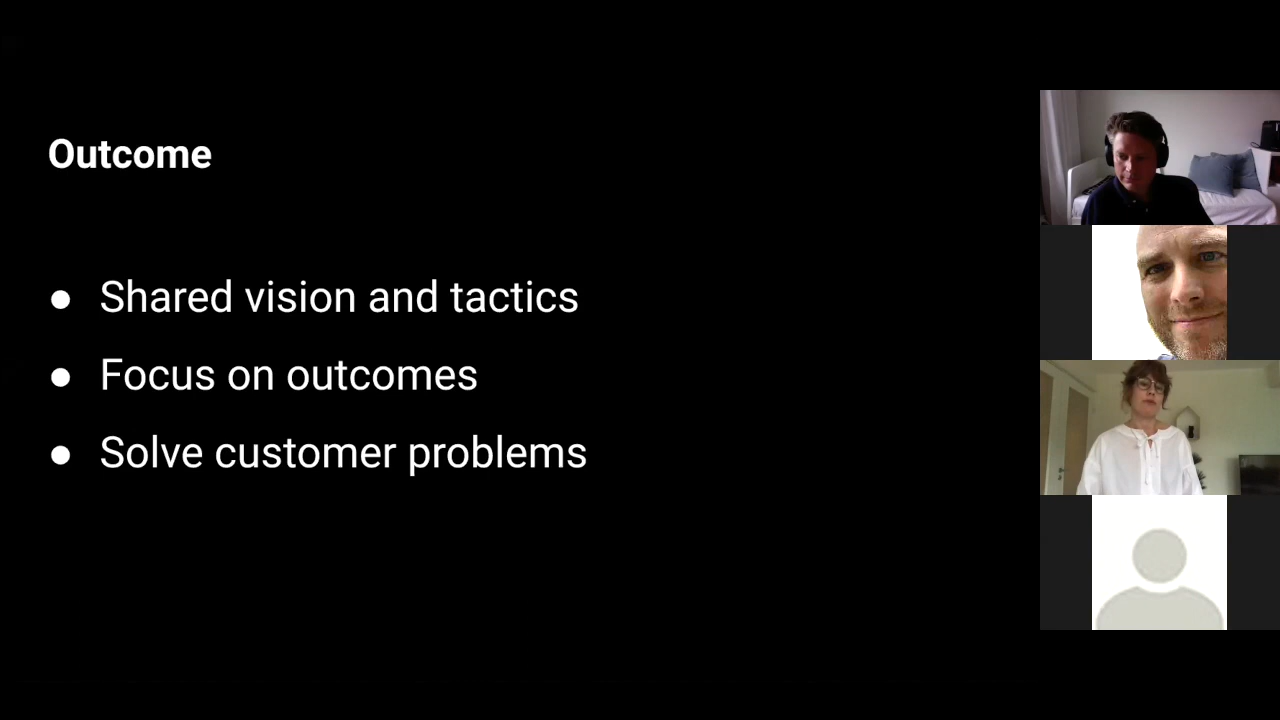 Outcome
● Shared vision and tactics
● Focus on outcomes
● Solve customer problems